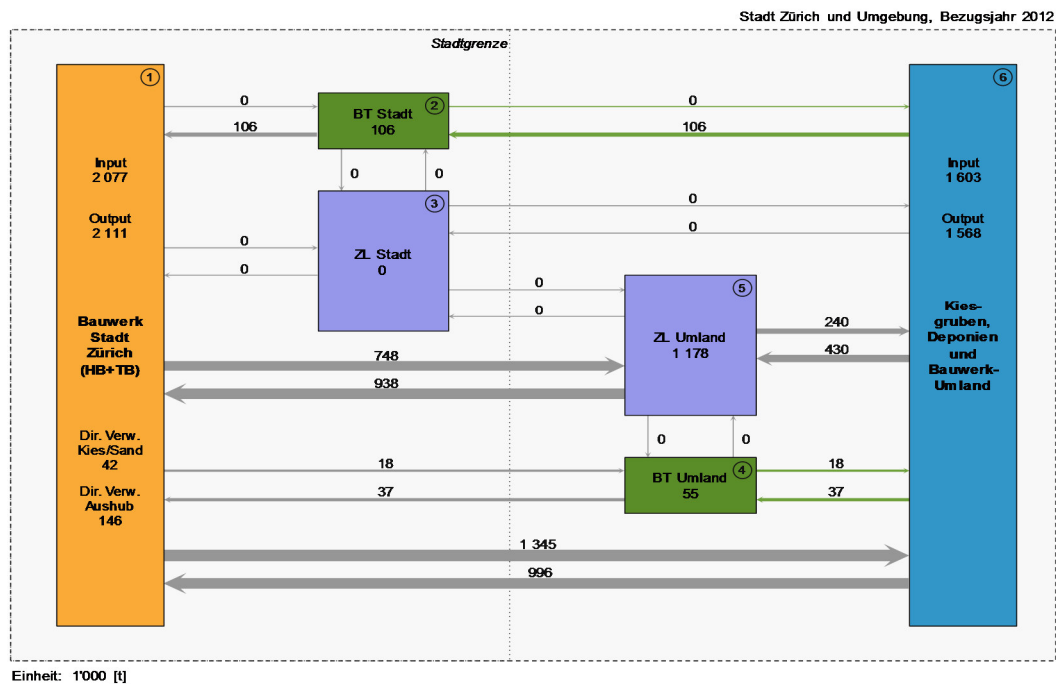 Stadt Zürich und Umgebung, Bezugsjahr 2012
Stadtgrenze
1
Input
2 077
Output
2 111
Bauwerk
Stadt
Zürich
(HB+TB)
Dir. Verw.
Kies/Sand
42
Dir. Verw.
Aushub
146
0
106
2
BT Stadt
106
0
106
0
0
3
ZL Stadt
0
0
0
0
0
0
0
5
ZL Umland
1 178
748
938
240
430
0
0
4
BT Umland
55
18
37
18
37
1 345
996
6
Input
1 603
Output
1 568
Kies-
gruben,
Deponien
und
Bauwerk-
Umland
Einheit: 1'000 [t]